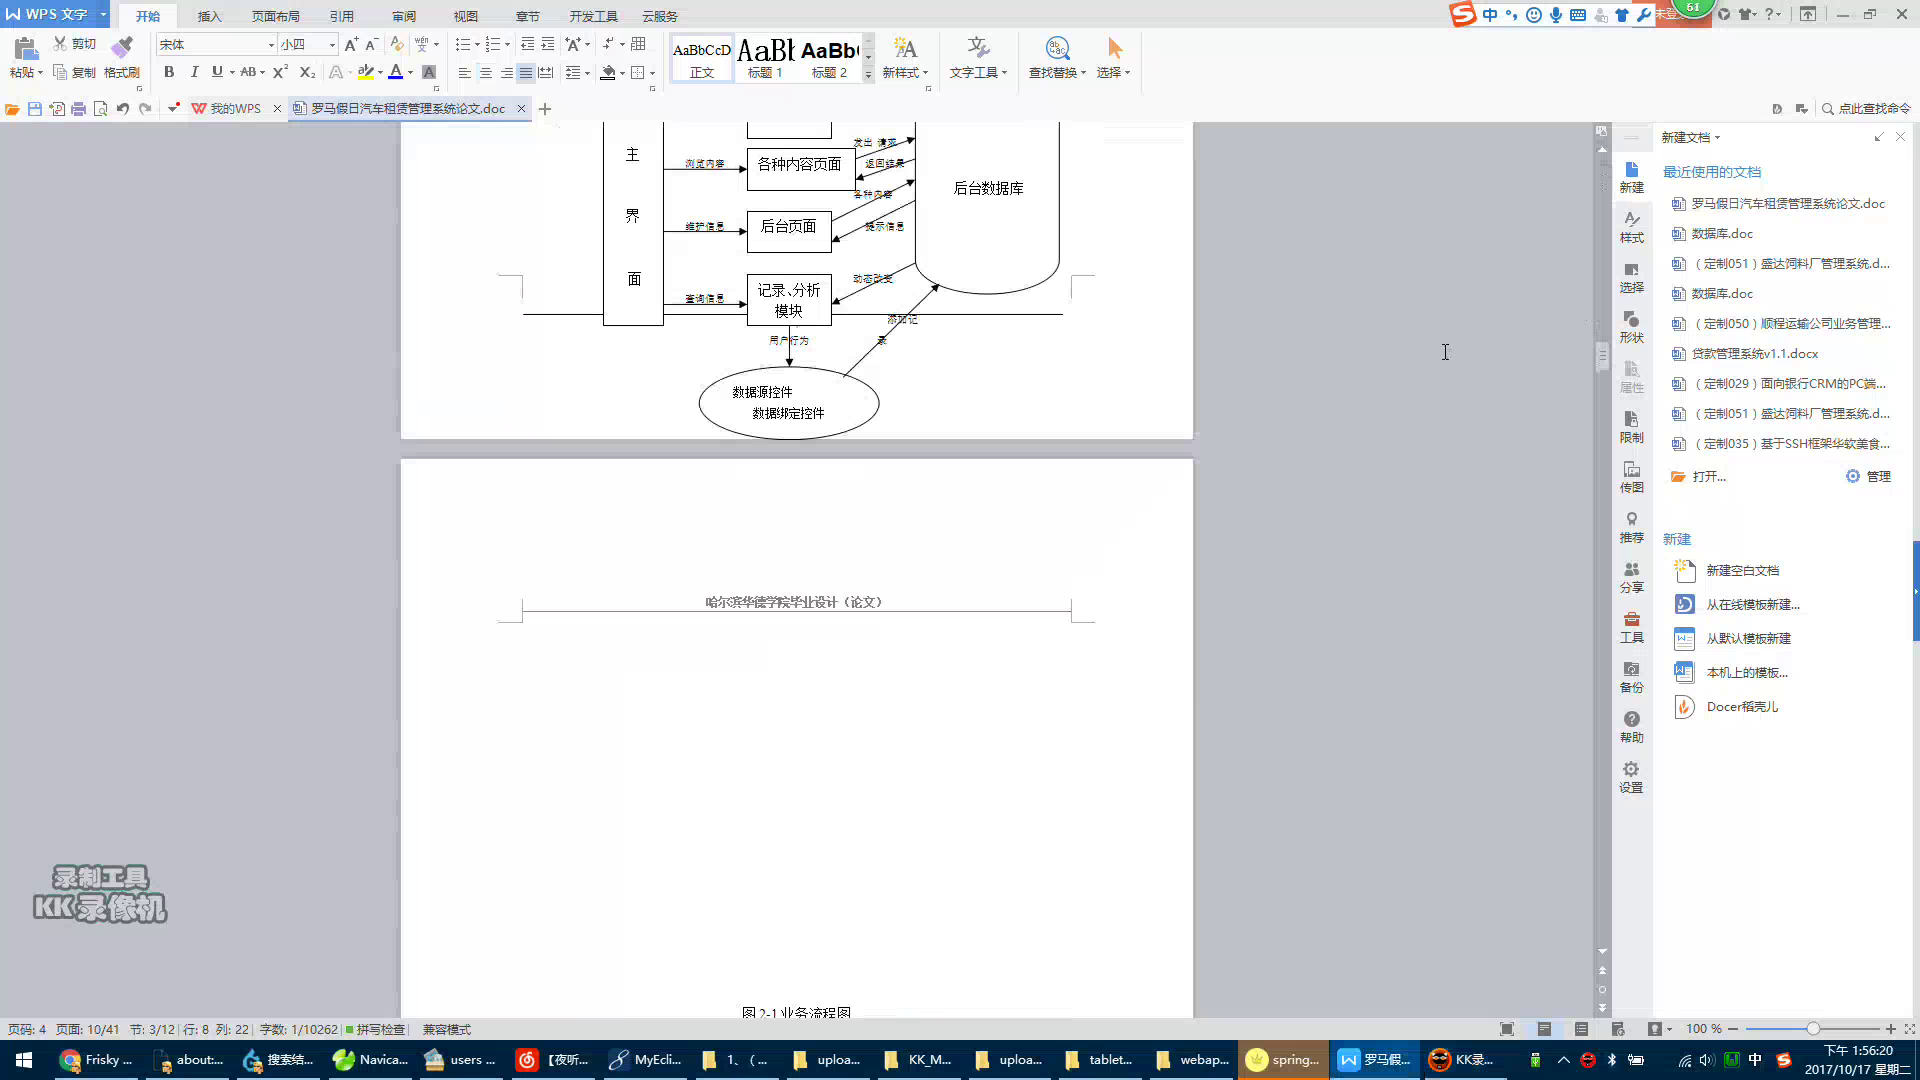 WPS 文字
开始
插入
页面布局
引用
审阅
视图
章节
开发工具
云服务
中
61
粘贴
剪切
复制
格式刷
宋体
小四
AaBbCcD
正文
标题 1
标题 2
新样式
文字工具
查找替换
选择
我的WPS
罗马假日汽车租赁管理系统论文.doc
点此查找命令
主
界
面
浏览内容
维护信息
查询信息
各种内容页面
后台页面
记录、分析
模块
发出 请求
返回结果
各种内容
提示信息
动态改变
添加记
录
后台数据库
用户行为
数据源控件
数据绑定控件
哈尔滨华德学院毕业设计（论文）
图 2-1 业务流程图
录制工具
KK 录像机
新建
样式
选择
形状
属性
限制
传图
推荐
分享
工具
备份
帮助
设置
新建文档
最近使用的文档
罗马假日汽车租赁管理系统论文.doc
数据库.doc
（定制051）盛达饲料厂管理系统.d...
数据库.doc
（定制050）顺程运输公司业务管理...
贷款管理系统v1.1.docx
（定制029）面向银行CRM的PC端...
（定制051）盛达饲料厂管理系统.d...
（定制035）基于SSH框架华软美食...
打开...
管理
新建
新建空白文档
从在线模板新建...
从默认模板新建
本机上的模板...
Docer稻壳儿
页码: 4 页面: 10/41 节: 3/12 行: 8 列: 22 字数: 1/10262 拼写检查 兼容模式
100 %
Frisky ...
about:...
搜索结...
Navica...
users ...
【夜听...
MyEcli...
1、（ ...
uploa...
KK_M...
uploa...
tablet...
webap...
spring...
罗马假...
KK录...
中
下午 1:56:20
2017/10/17 星期二